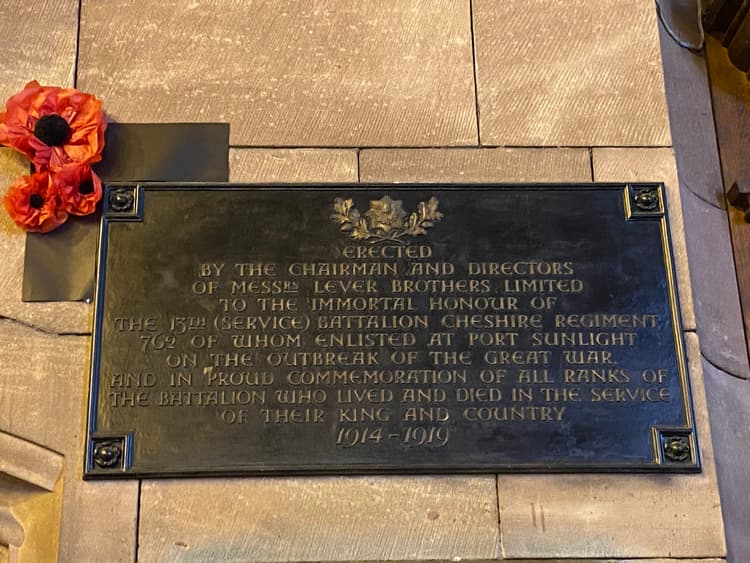 ERECTED
BY THE CHAIRMAN AND DIRECTORS
OF MESSRS LEVER BROTHERS LIMITED
TO THE IMMORTAL HONOUR OF
THE 13TH (SERVICE) BATTALION CHESHIRE REGIMENT,
762 OF WHOM ENLISTED AT PORT SUNLIGHT
ON THE OUTBREAK OF THE GREAT WAR,
AND IN PROUD COMMEMORATION OF ALL RANKS OF
THE BATTALION WHO LIVED AND DIED IN THE SERVICE
OF THEIR KING AND COUNTRY
1914-1919